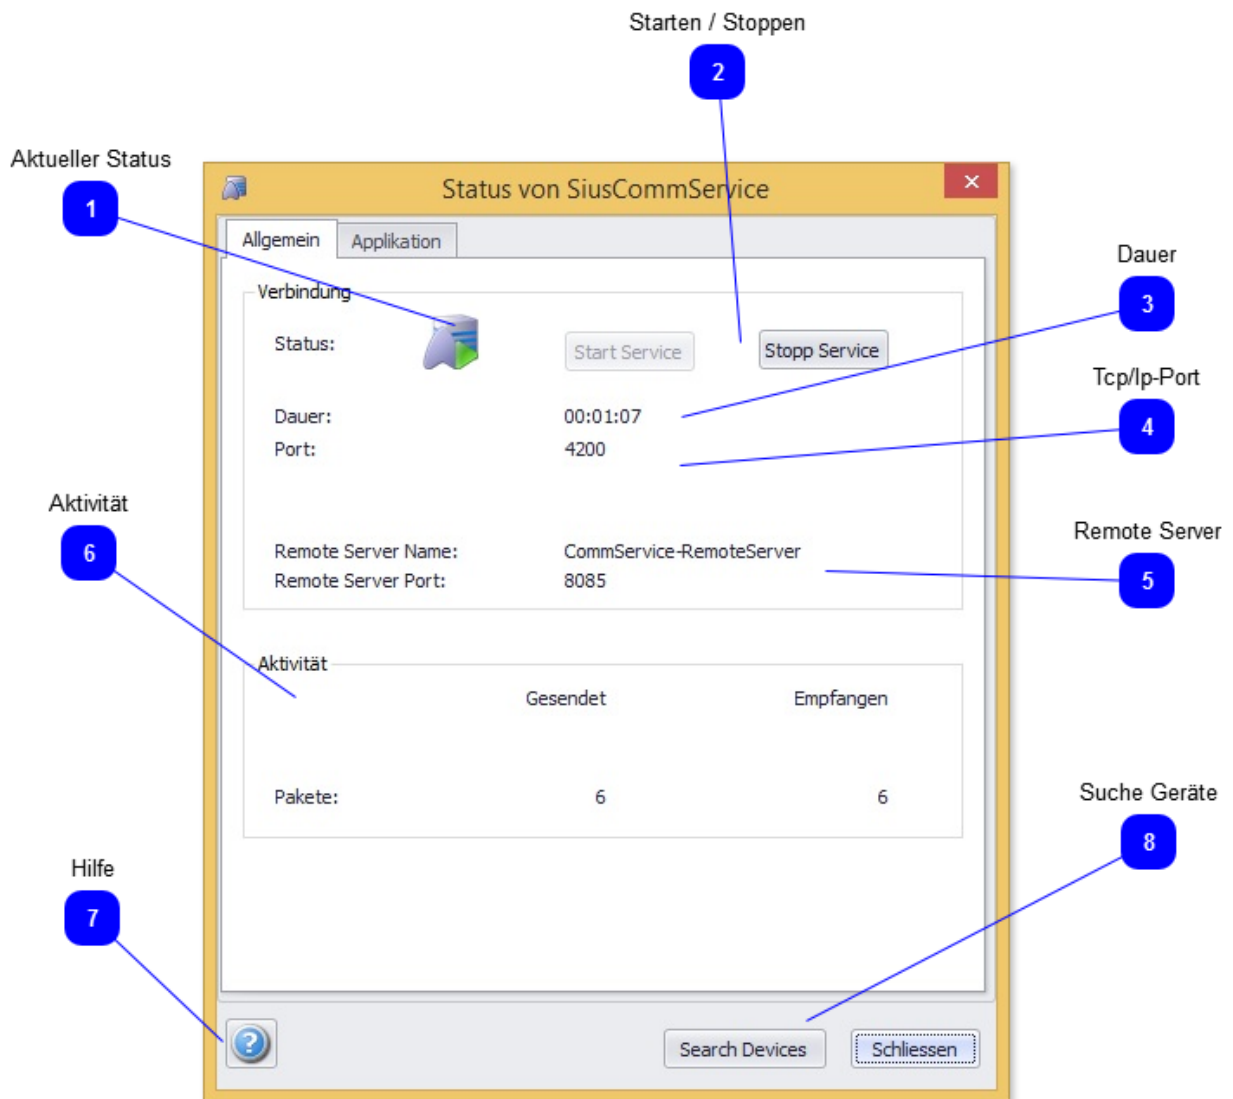 Starten / Stoppen
2
Aktueller Status
1
Status von SiusCommService
Allgemein Applikation
Dauer
3
Verbindung
Status: Start Service Stopp Service
Tcp/Ip-Port
4
Dauer: 00:01:07
Port: 4200
Aktivität
6
Remote Server
5
Remote Server Name: CommService-RemoteServer
Remote Server Port: 8085
Aktivität
Gesendet Empfangen
Pakete: 6 6
Suche Geräte
8
Hilfe
7
Search Devices Schliessen